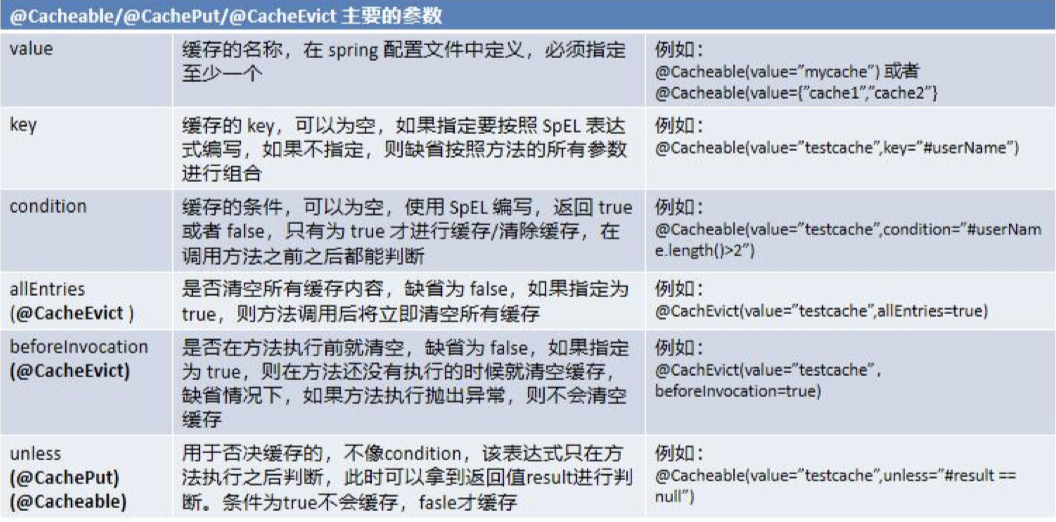 @Cacheable/@CachePut/@CacheEvict 主要的参数
value
缓存的名称，在 spring 配置文件中定义，必须指定
至少一个
例如：
@Cacheable(value=”mycache”) 或者
@Cacheable(value={”cache1”,”cache2”}
key
缓存的 key，可以为空，如果指定要按照 SpEL 表达
式编写，如果不指定，则缺省按照方法的所有参数
进行组合
例如：
@Cacheable(value=”testcache”,key=”#userName”)
condition
缓存的条件，可以为空，使用 SpEL 编写，返回 true
或者 false，只有为 true 才进行缓存/清除缓存，在
调用方法之前之后都能判断
例如：
@Cacheable(value=”testcache”,condition=”#userNam
e.length()>2”)
allEntries
(@CacheEvict )
是否清空所有缓存内容，缺省为 false，如果指定为
true，则方法调用后将立即清空所有缓存
例如：
@CachEvict(value=”testcache”,allEntries=true)
beforeInvocation
(@CacheEvict)
是否在方法执行前就清空，缺省为 false，如果指定
为 true，则在方法还没有执行的时候就清空缓存，
缺省情况下，如果方法执行抛出异常，则不会清空
缓存
例如：
@CachEvict(value=”testcache”，
beforeInvocation=true)
unless
(@CachePut)
(@Cacheable)
用于否决缓存的，不像condition，该表达式只在方
法执行之后判断，此时可以拿到返回值result进行判
断。条件为true不会缓存，fasle才缓存
例如：
@Cacheable(value=”testcache”,unless=”#result ==
null”)